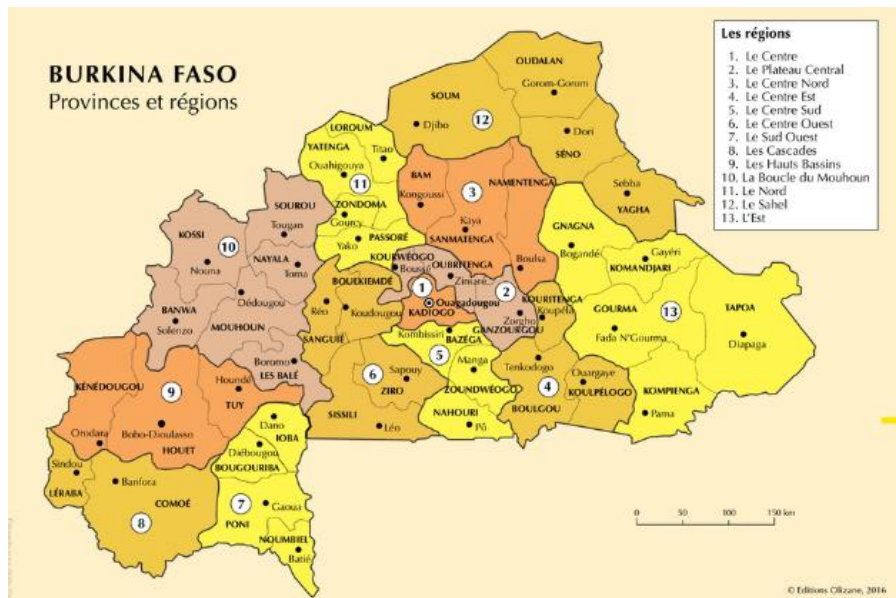 BURKINA FASO
Provinces et régions
Les régions
1. Le Centre
2. Le Plateau Central
3. Le Centre Nord
4. Le Centre Est
5. Le Centre Sud
6. Le Centre Ouest
7. Le Sud Ouest
8. Les Cascades
9. Les Hauts Bassins
10. La Boucle du Mouhoun
11. Le Nord
12. Le Sahel
13. L'Est
OUDALAN
Gorom-Gorom
SOUM
12
Djibo
Dori
SÉNO
Sebba
YAGHA
LOROUM
YATENGA
Titao
Ouahigouya
11
ZONDOMA
Gourcy
PASSORÉ
Yako
BAM
3
NAMENTENGA
Kongoussi
Kaya
SANMATENGA
Boulsa
SOUROU
Tougan
KOSSI
10
Nouna
NAYALA
Toma
Dédougou
BANWA
Solenzo
MOUHOUN
Boromo
LES BALÉ
KOURWÉOGO
Boussé
OUBRITENGA
Ziniaré
1
2
Ouagadougou
KADIOGO
Zorgho
GANZOURGOU
KOURITENGA
Koupéla
GNAGNA
Bogandé
Gayéri
KOMANDJARI
GOURMA
13
TAPOA
Fada N'Gourma
Diapaga
KOMPIENGA
Pama
BOULKIEMDÉ
Réo
Koudougou
SANGUIÉ
Kombissiri
BAZÉGA
5
Manga
ZOUNDWÉOGO
NAHOURI
Pô
6
Sapouy
ZIRO
SISSILI
Léo
Tenkodogo
Ouargaye
4
KOULPÉLOGO
BOULGOU
KÉNÉDOUGOU
9
Houndé
TUY
Orodara
Bobo-Dioulasso
HOUET
Dano
IOBA
Diébougou
BOUGOURIBA
Sindou
LÉRABA
Banfora
COMOÉ
8
7
Gaoua
PONI
NOUMBIEL
Batié
0 50 100 150 km
© Editions Olizane, 2016